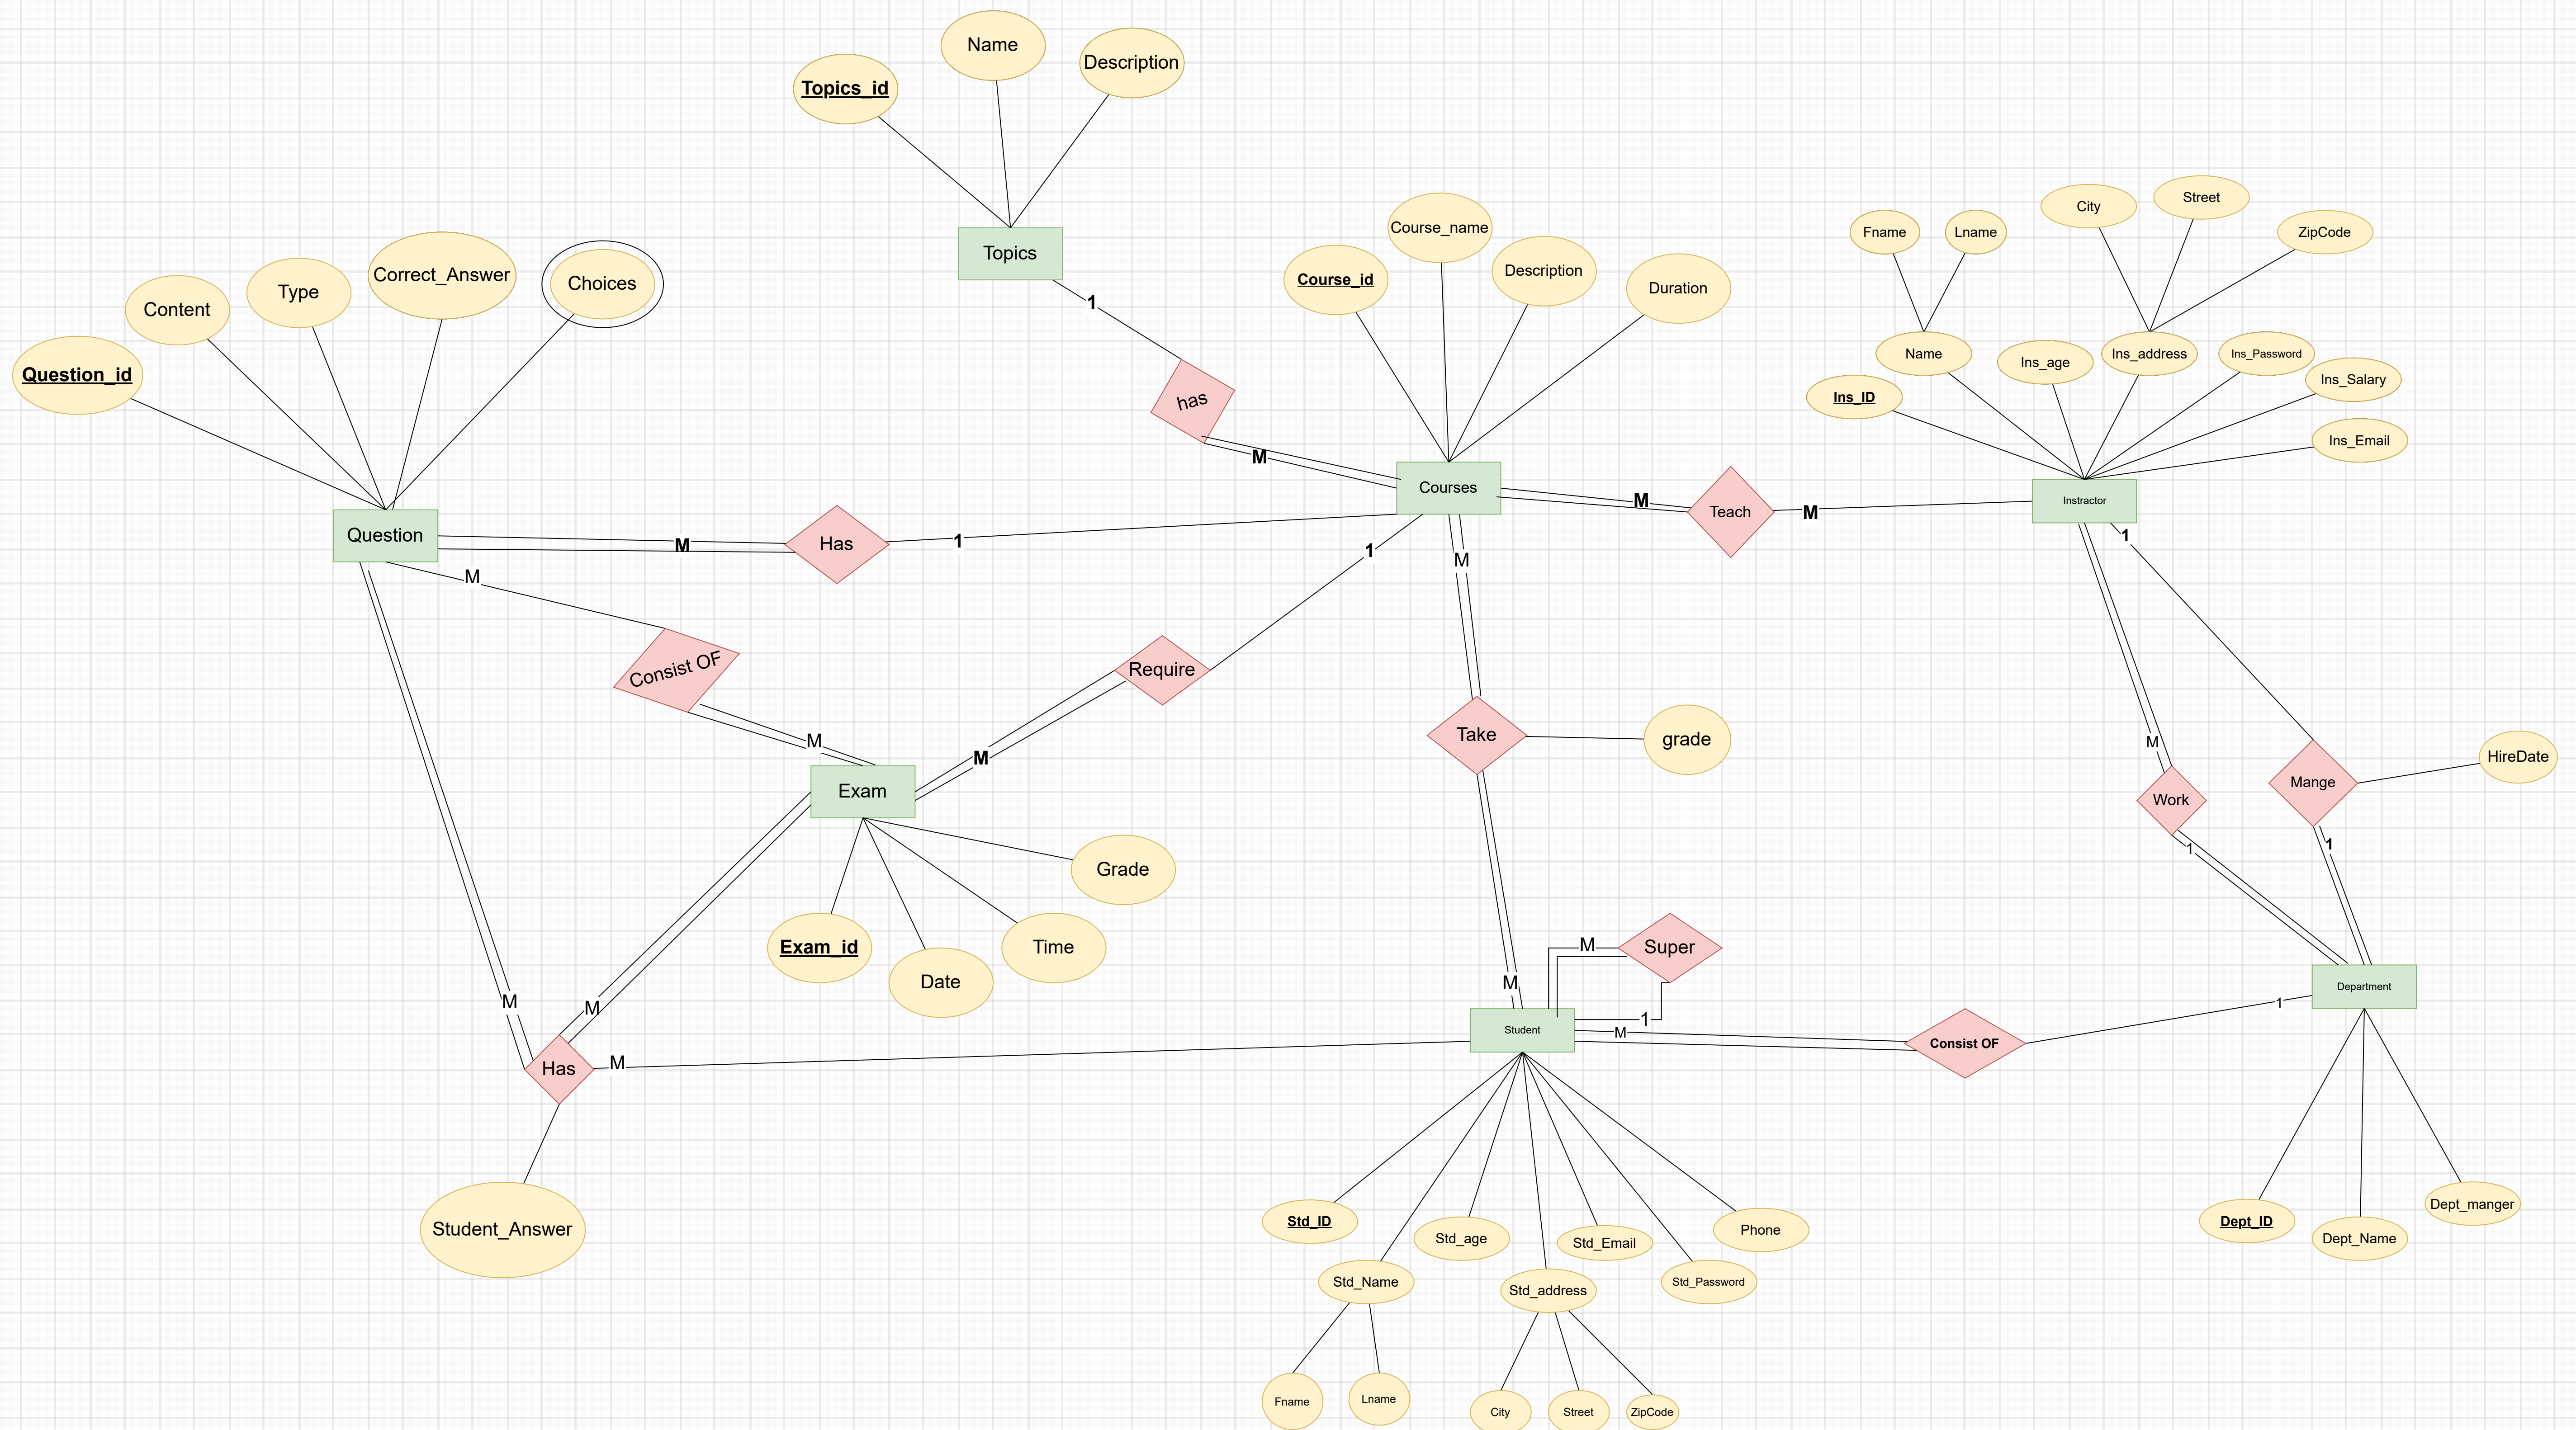 Name
Description
Topics_id
Topics
1
has
M
Course_name
Course_id
Description
Duration
Courses
City
Street
Fname
Lname
ZipCode
Name
Ins_age
Ins_address
Ins_Password
Ins_Salary
Ins_ID
Ins_Email
Instractor
M
Teach
M
Correct_Answer
Choices
Type
Content
Question_id
Question
M
Has
1
M
Consist OF
M
1
Require
M
Exam
Grade
Exam_id
Time
Date
M
Take
grade
M
1
M
Work
1
Mange
HireDate
1
M
Super
1
Student
M
Consist OF
1
Department
M
M
Has
M
Student_Answer
Std_ID
Std_age
Std_Email
Phone
Std_Name
Std_address
Std_Password
Fname
Lname
City
Street
ZipCode
Dept_ID
Dept_Name
Dept_manger